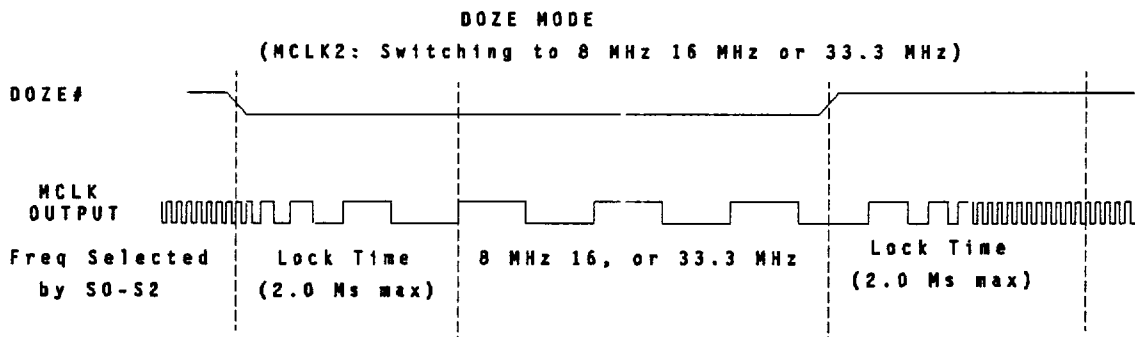 DOZE MODE
(MCLK2: Switching to 8 MHz 16 MHz or 33.3 MHz)
DOZE#
MCLK
OUTPUT
Freq Selected
by S0-S2
Lock Time
(2.0 Ms max)
8 MHz 16, or 33.3 MHz
Lock Time
(2.0 Ms max)